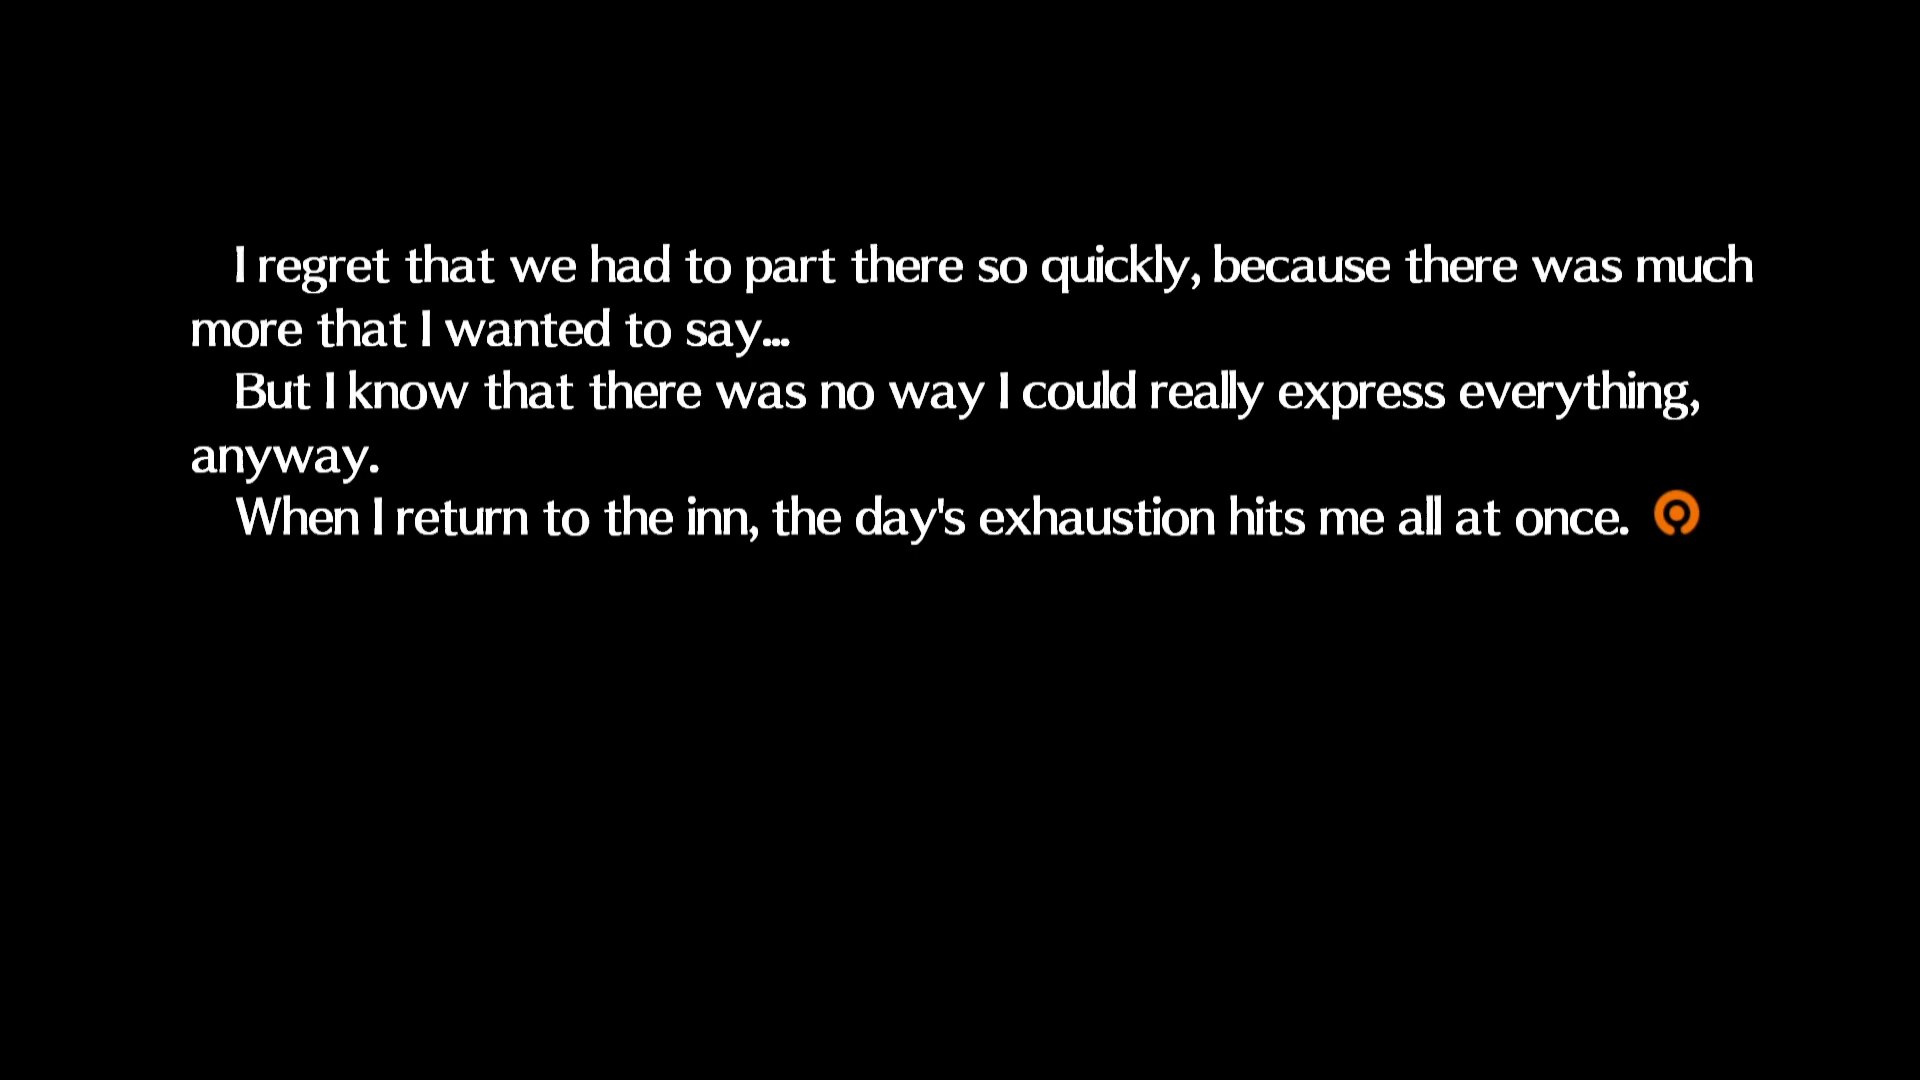 I regret that we had to part there so quickly, because there was much
more that I wanted to say...
But I know that there was no way I could really express everything,
anyway.
When I return to the inn, the day's exhaustion hits me all at once.